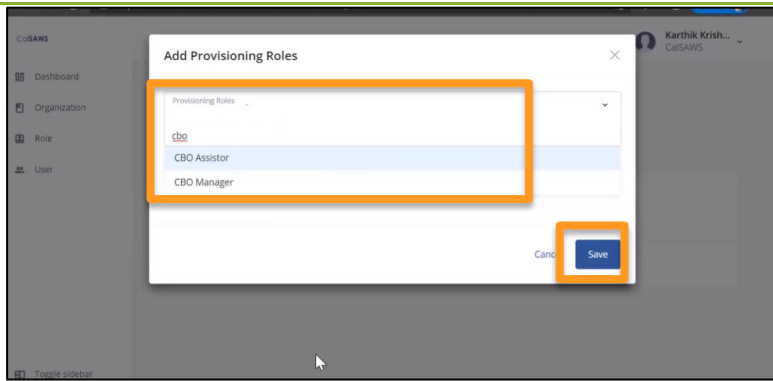 CalSAWS
Karthik Krish...
CalSAWS
Add Provisioning Roles
Dashboard
Organization
Role
User
Provisioning Roles
cbo
CBO Assistor
CBO Manager
Canc
Save
Toggle sidebar